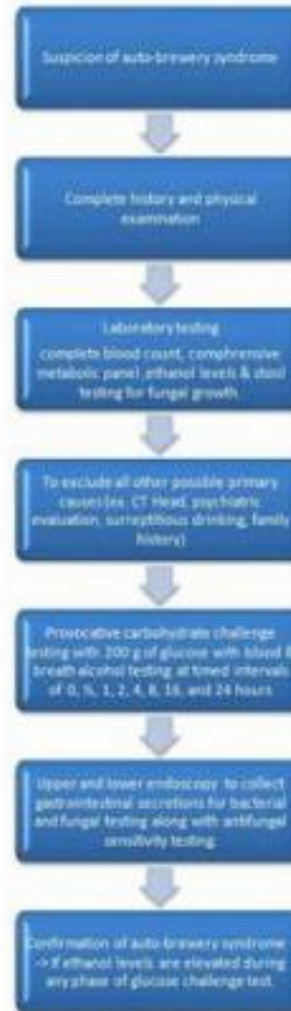 Suspicion of auto-brewery syndrome
Complete history and physical
examination
Laboratory testing
complete blood count, comphrensive
metabolic panel ,ethanol levels & stool
testing for fungal growth
To exclude all other possible primary
causes(ex. CT Head, psychiatric
evaluation, surreptitious drinking, family
history)
Provocative carbohydrate challenge
testing with 200 g of glucose with blood &
breath alcohol testing at timed intervals
of 0, ½, 1, 2, 4, 8, 16, and 24 hours
Upper and lower endoscopy to collect
gastrointestinal secretions for bacterial
and fungal testing along with antifungal
sensitivity testing.
Confirmation of auto-brewery syndrome
-> If ethanol levels are elevated during
any phase of glucose challenge test.